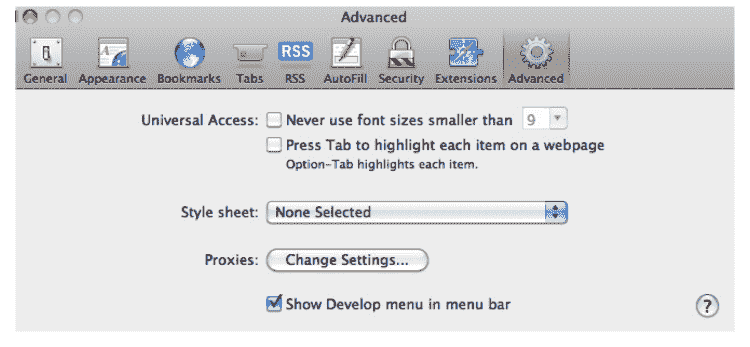 Advanced
RSS
General Appearance Bookmarks Tabs RSS AutoFill Security Extensions Advanced
Universal Access: Never use font sizes smaller than 9
Press Tab to highlight each item on a webpage
Option-Tab highlights each item.
Style sheet: None Selected
Proxies: Change Settings...
Show Develop menu in menu bar ?